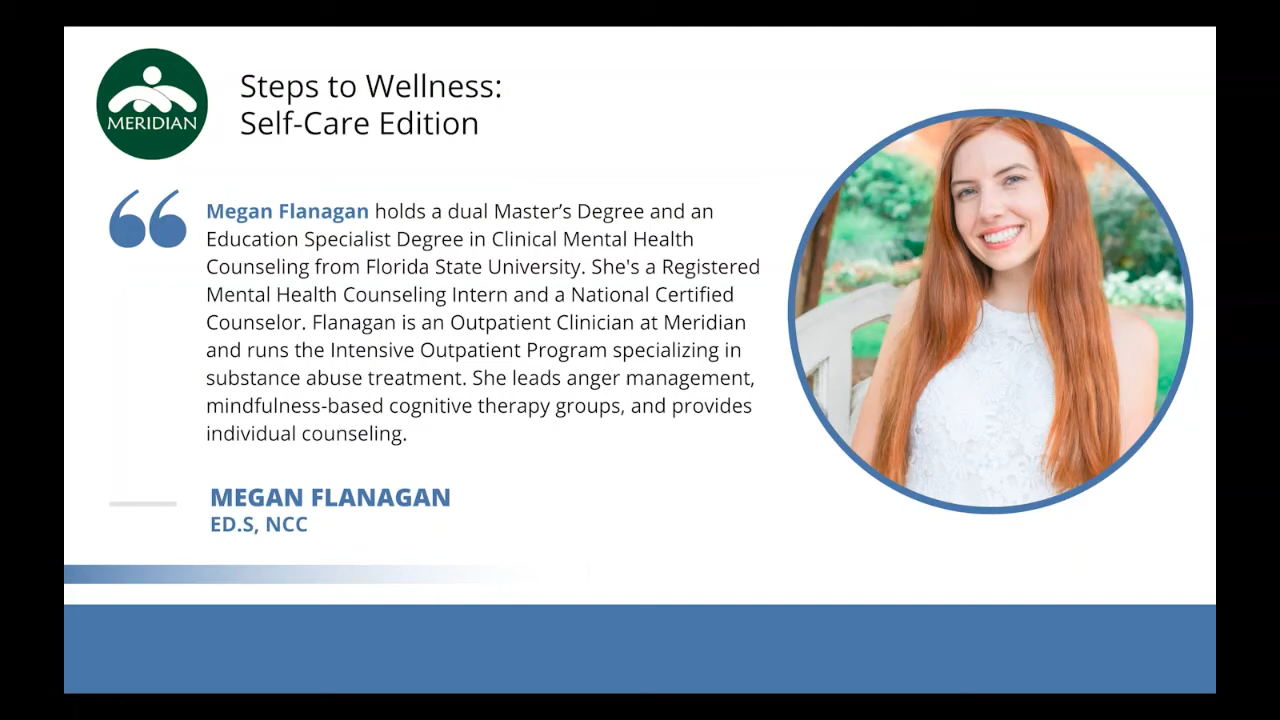 MERIDIAN
Steps to Wellness:
Self-Care Edition
Megan Flanagan holds a dual Master’s Degree and an
Education Specialist Degree in Clinical Mental Health
Counseling from Florida State University. She's a Registered
Mental Health Counseling Intern and a National Certified
Counselor. Flanagan is an Outpatient Clinician at Meridian
and runs the Intensive Outpatient Program specializing in
substance abuse treatment. She leads anger management,
mindfulness-based cognitive therapy groups, and provides
individual counseling.
MEGAN FLANAGAN
ED.S, NCC